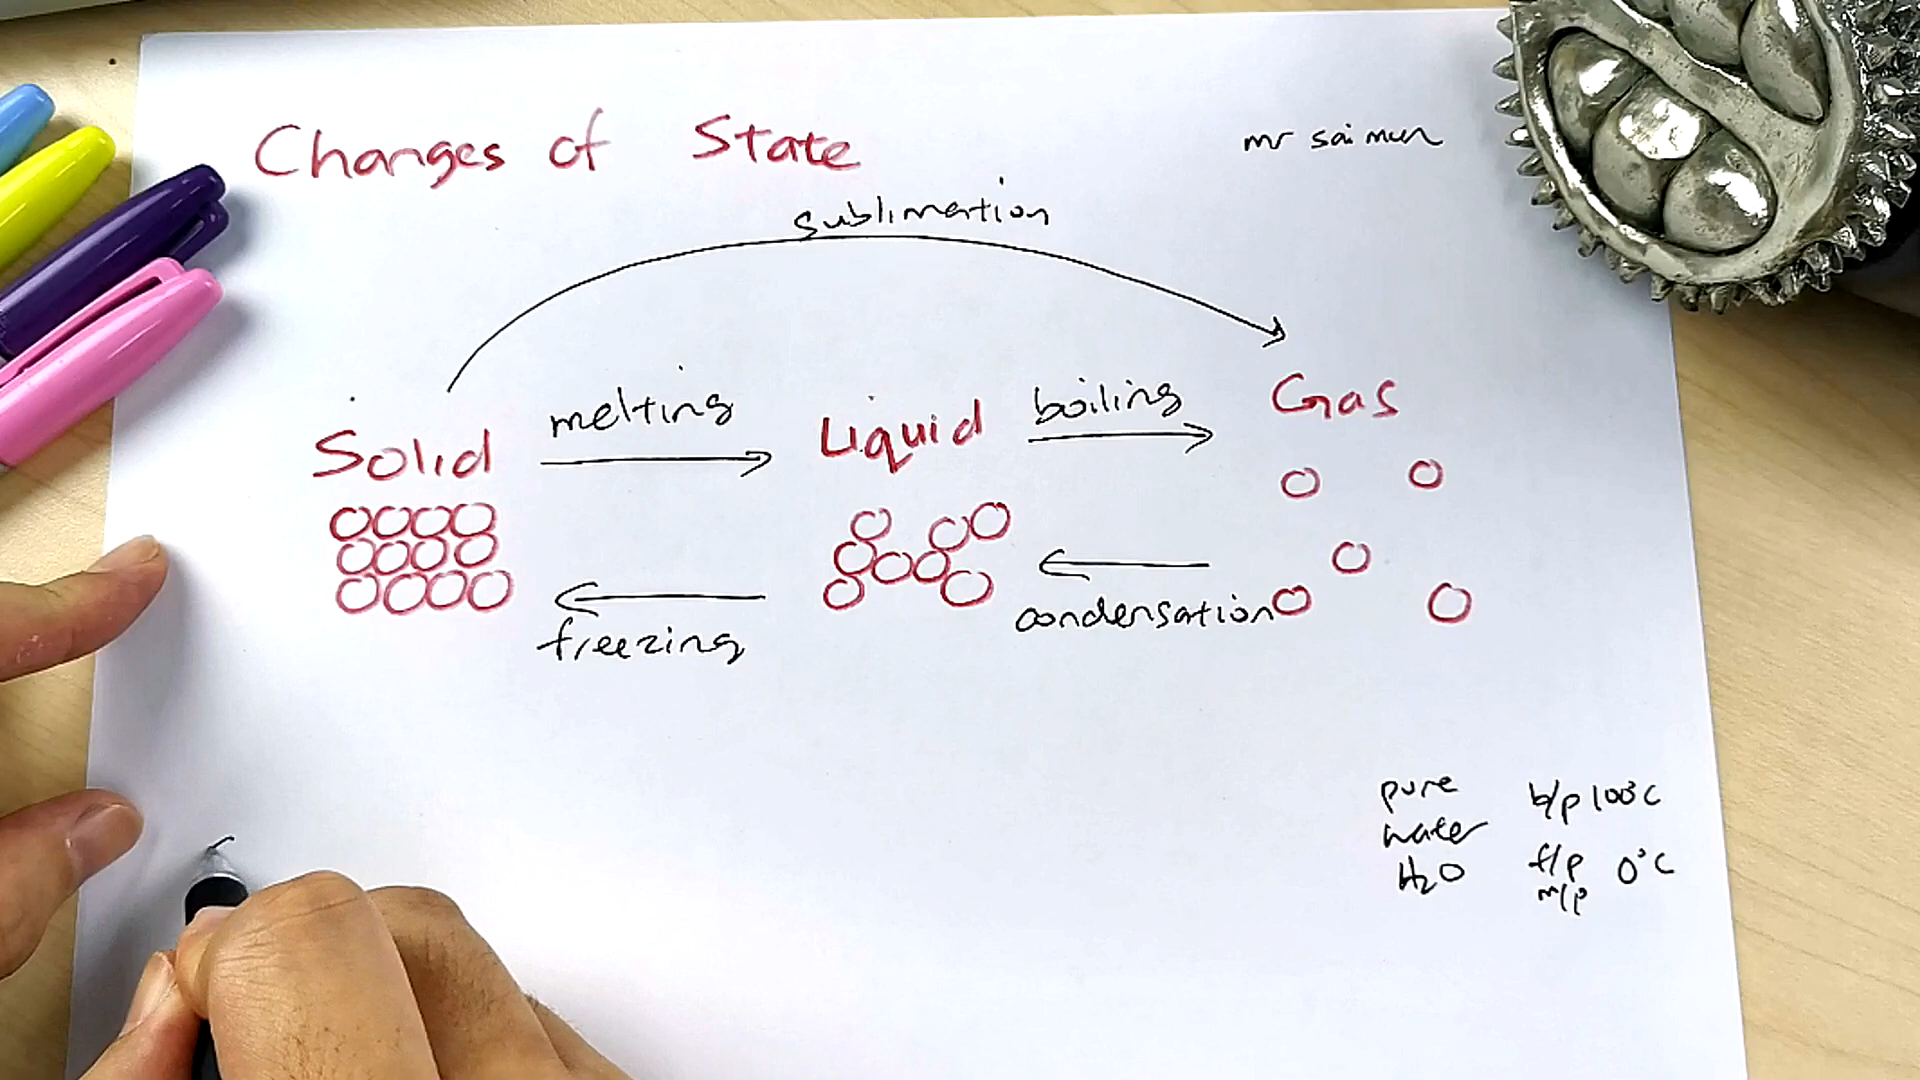 Changes of State
mr sai mun
sublimation
melting
boiling
Gas
Solid
Liquid
condensation
freezing
pure
water
H₂O
b/p 100°C
f/p
m/p
0°C